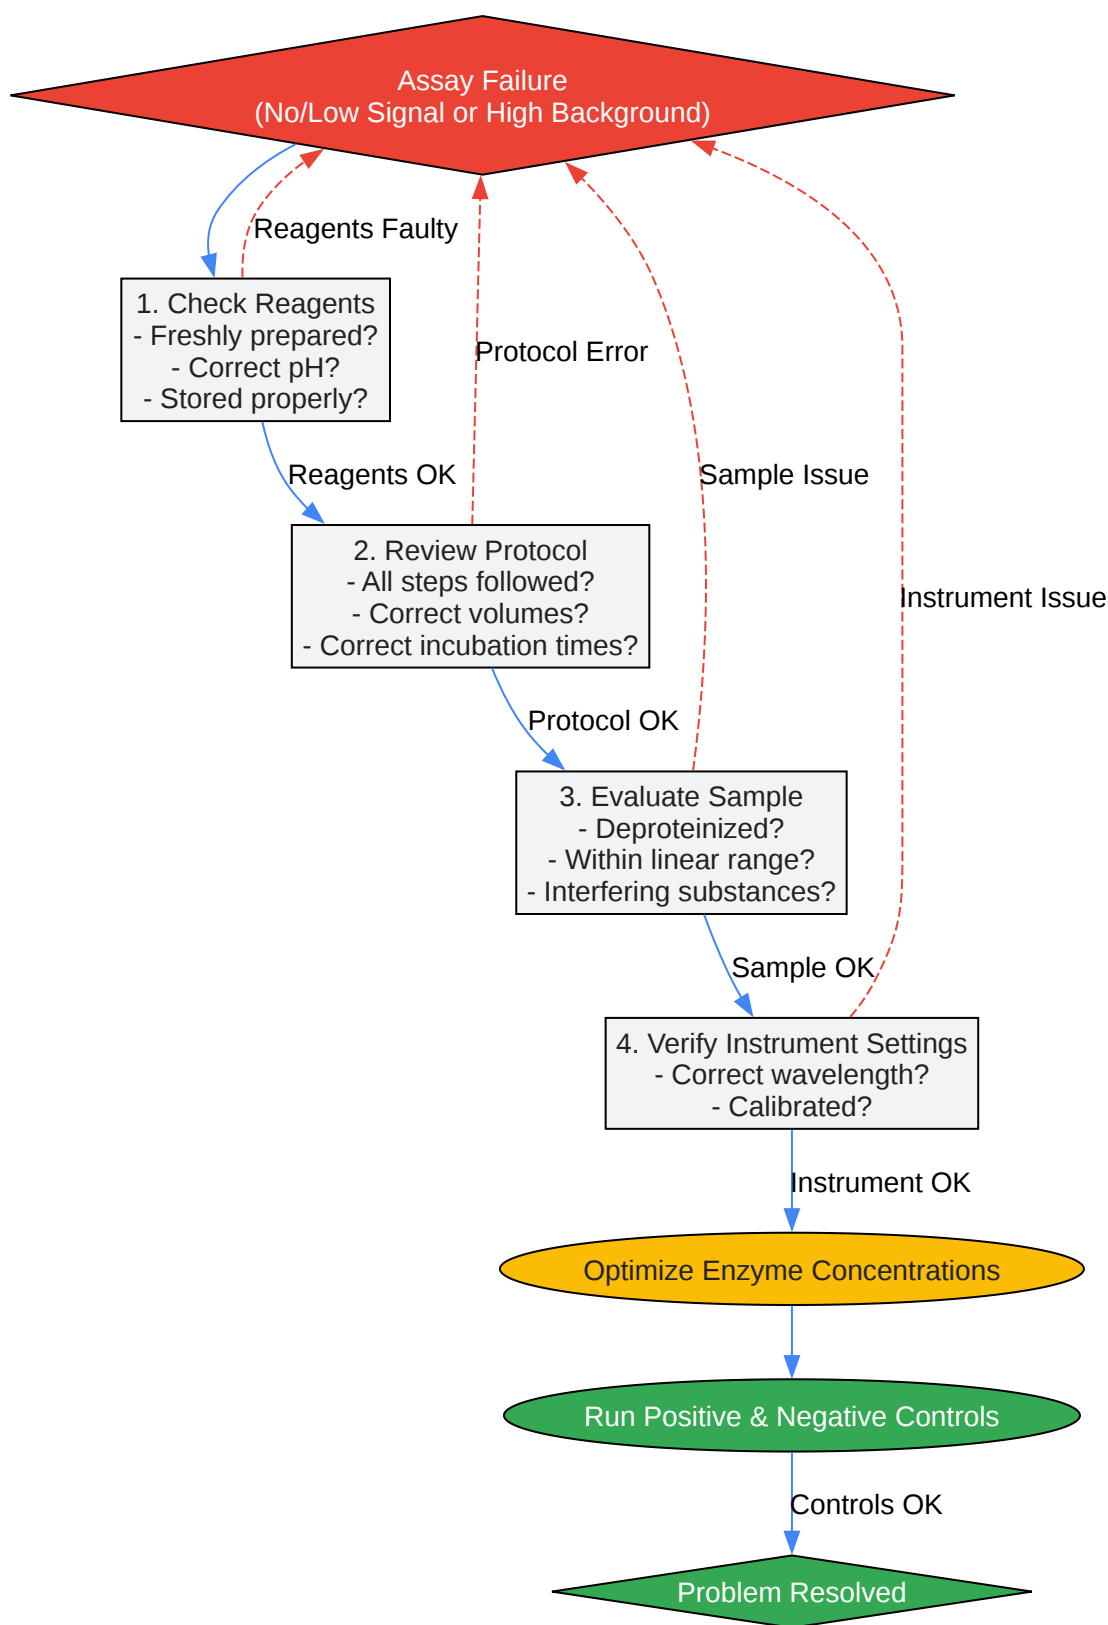 Assay Failure
(No/Low Signal or High Background)
Reagents Faulty
1. Check Reagents
- Freshly prepared?
- Correct pH?
- Stored properly?
Protocol Error
Reagents OK
Sample Issue
2. Review Protocol
- All steps followed?
- Correct volumes?
- Correct incubation times?
Instrument Issue
Protocol OK
3. Evaluate Sample
- Deproteinized?
- Within linear range?
- Interfering substances?
Sample OK
4. Verify Instrument Settings
- Correct wavelength?
- Calibrated?
Instrument OK
Optimize Enzyme Concentrations
Run Positive & Negative Controls
Controls OK
Problem Resolved